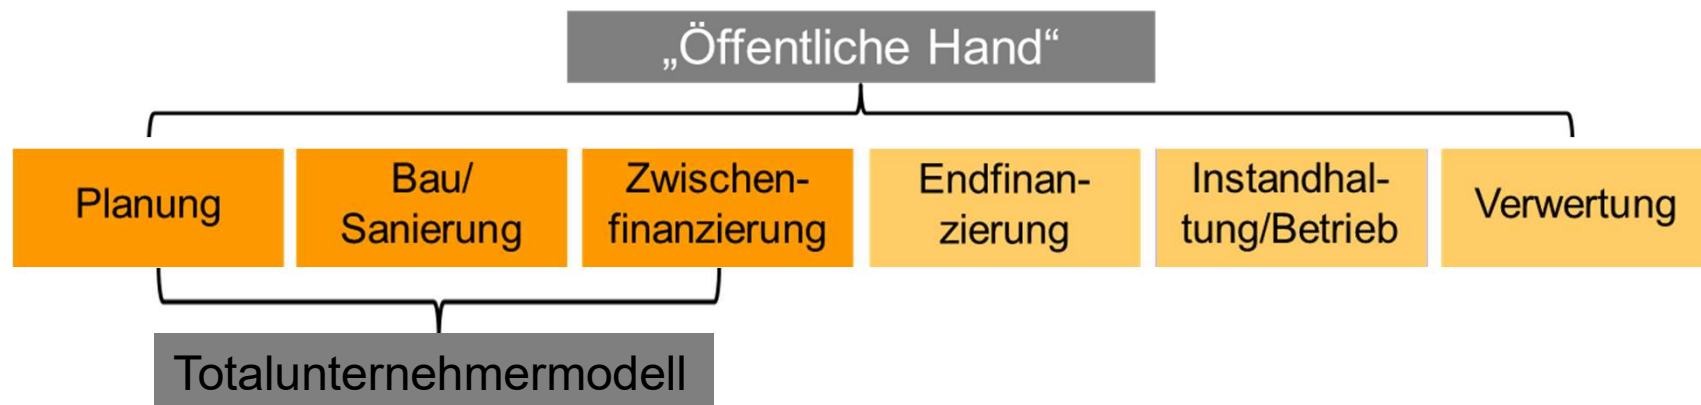 „Öffentliche Hand“
Planung
Bau/
Sanierung
Zwischen-
finanzierung
Endfinan-
zierung
Instandhal-
tung/Betrieb
Verwertung
Totalunternehmermodell